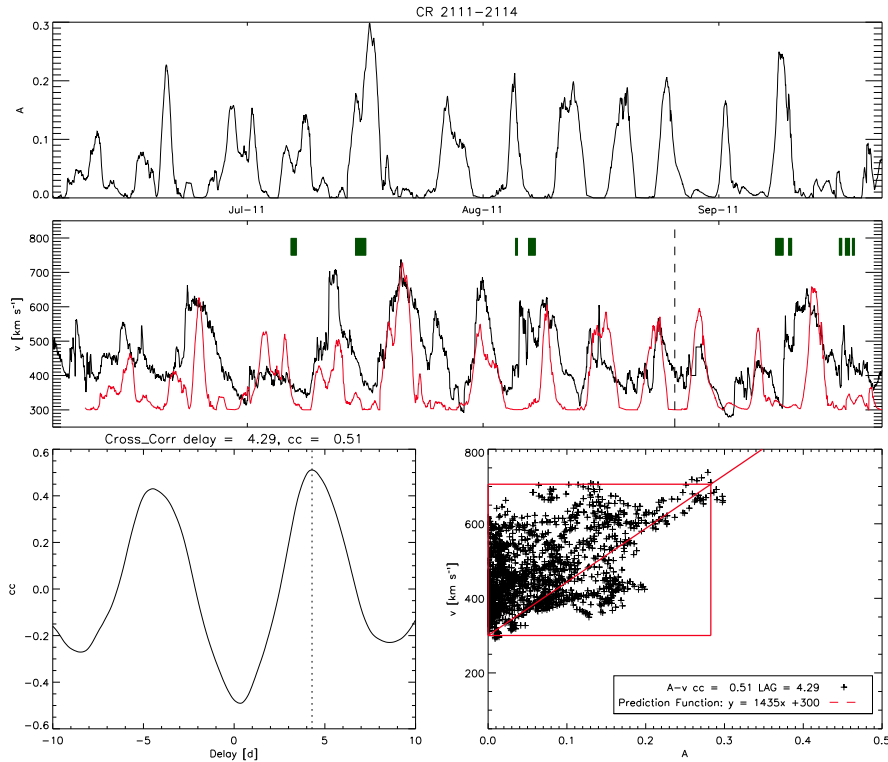 CR 2111-2114
0.3
0.2
0.1
0.0
A
Jul-11
Aug-11
Sep-11
800
700
600
500
400
300
v [km s⁻¹]
Cross_Corr delay = 4.29, cc = 0.51
0.6
0.4
0.2
0.0
-0.2
-0.4
-0.6
cc
-10
-5
0
5
10
Delay [d]
800
600
400
200
v [km s⁻¹]
A-v cc = 0.51 LAG = 4.29
Prediction Function: y = 1435x +300
0.0
0.1
0.2
0.3
0.4
0.5
A